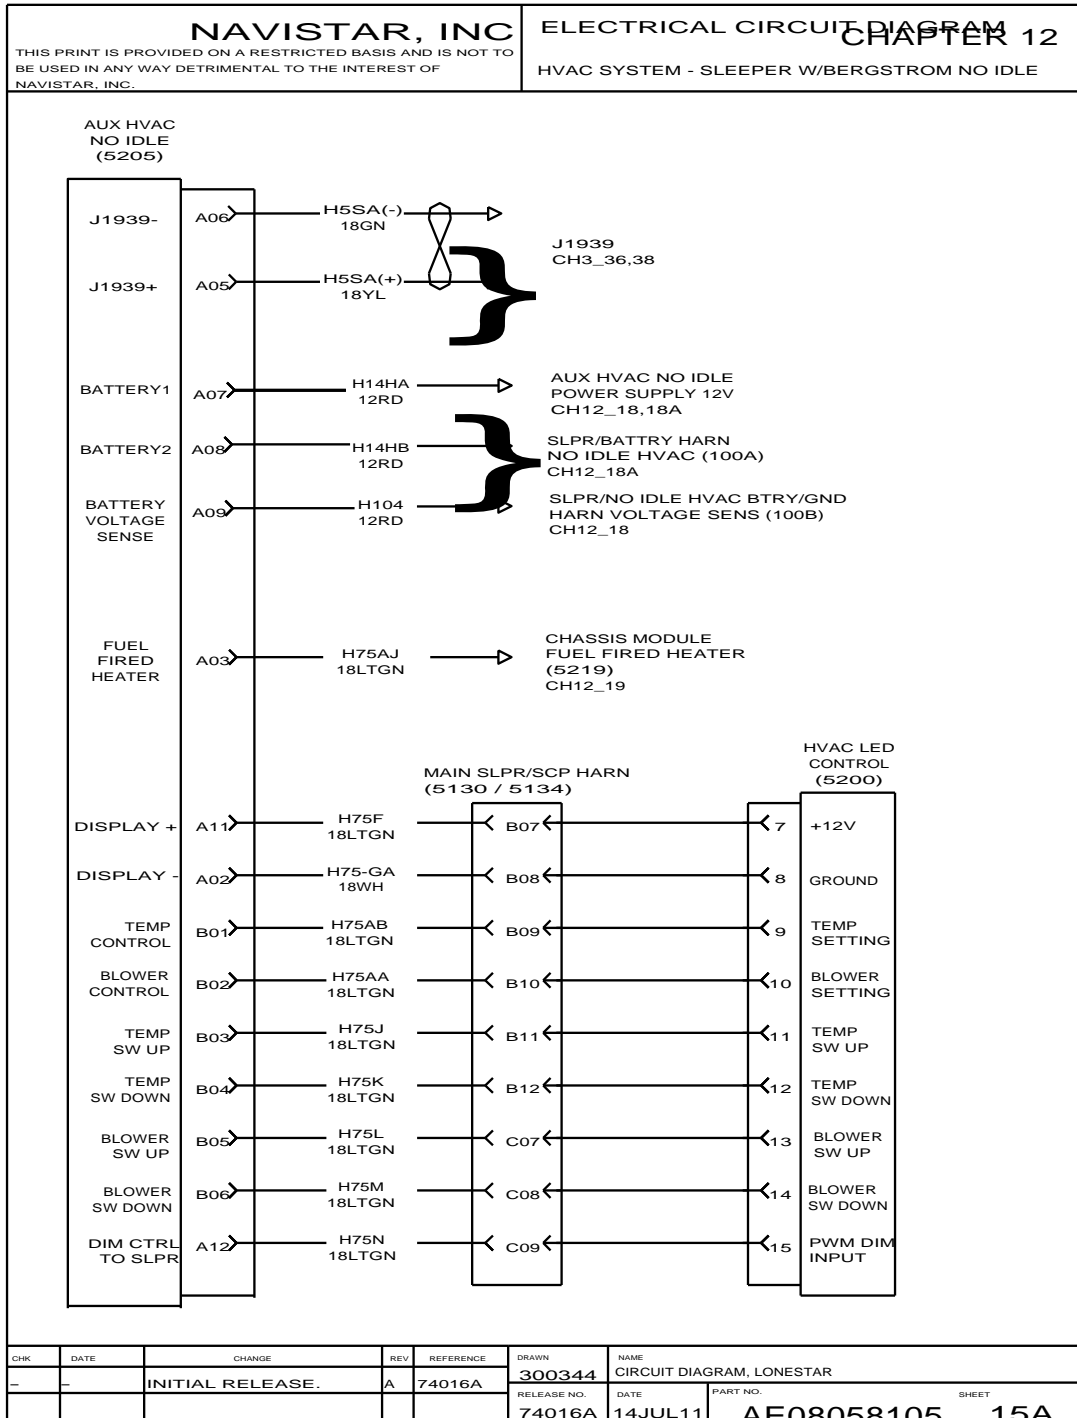 NAVISTAR, INC
THIS PRINT IS PROVIDED ON A RESTRICTED BASIS AND IS NOT TO
BE USED IN ANY WAY DETRIMENTAL TO THE INTEREST OF
NAVISTAR, INC.
ELECTRICAL CIRCUIT DIAGRAM
CHAPTER 12
HVAC SYSTEM - SLEEPER W/BERGSTROM NO IDLE
AUX HVAC
NO IDLE
(5205)
J1939- A06 H5SA(-)
18GN
J1939
CH3_36,38
J1939+ A05 H5SA(+)
18YL
BATTERY1 A07 H14HA
12RD
AUX HVAC NO IDLE
POWER SUPPLY 12V
CH12_18,18A
BATTERY2 A08 H14HB
12RD
SLPR/BATTRY HARN
NO IDLE HVAC (100A)
CH12_18A
BATTERY
VOLTAGE
SENSE
A09 H104
12RD
SLPR/NO IDLE HVAC BTRY/GND
HARN VOLTAGE SENS (100B)
CH12_18
FUEL
FIRED
HEATER
A03 H75AJ
18LTGN
CHASSIS MODULE
FUEL FIRED HEATER
(5219)
CH12_19
MAIN SLPR/SCP HARN
(5130 / 5134)
HVAC LED
CONTROL
(5200)
DISPLAY + A11 H75F
18LTGN
B07 7 +12V
DISPLAY - A02 H75-GA
18WH
B08 8 GROUND
TEMP
CONTROL
B01 H75AB
18LTGN
B09 9 TEMP
SETTING
BLOWER
CONTROL
B02 H75AA
18LTGN
B10 10 BLOWER
SETTING
TEMP
SW UP
B03 H75J
18LTGN
B11 11 TEMP
SW UP
TEMP
SW DOWN
B04 H75K
18LTGN
B12 12 TEMP
SW DOWN
BLOWER
SW UP
B05 H75L
18LTGN
C07 13 BLOWER
SW UP
BLOWER
SW DOWN
B06 H75M
18LTGN
C08 14 BLOWER
SW DOWN
DIM CTRL
TO SLPR
A12 H75N
18LTGN
C09 15 PWM DIM
INPUT
CHK DATE CHANGE REV REFERENCE
– – INITIAL RELEASE. A 74016A
DRAWN
300344
NAME
CIRCUIT DIAGRAM, LONESTAR
RELEASE NO.
74016A
DATE
14JUL11
PART NO.
AE08058105
SHEET
15A